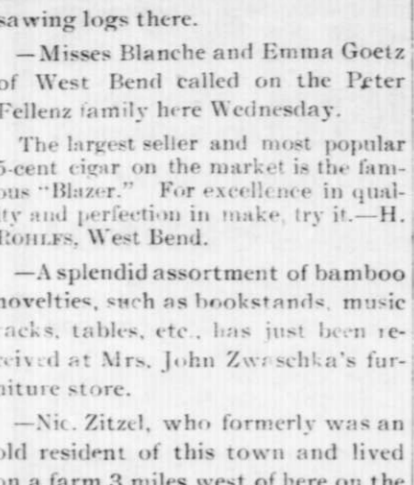 sawing logs there.
—Misses Blanche and Emma Goetz
of West Bend called on the Peter
Fellenz family here Wednesday.
The largest seller and most popular
5-cent cigar on the market is the fam-
ous "Blazer." For excellence in qual-
ity and perfection in make, try it.—H.
ROHLFS, West Bend.
—A splendid assortment of bamboo
novelties, such as bookstands, music
racks, tables, etc., has just been re-
ceived at Mrs. John Zwaschka's fur-
niture store.
—Nic. Zitzel, who formerly was an
old resident of this town and lived
on a farm 3 miles west of here on the